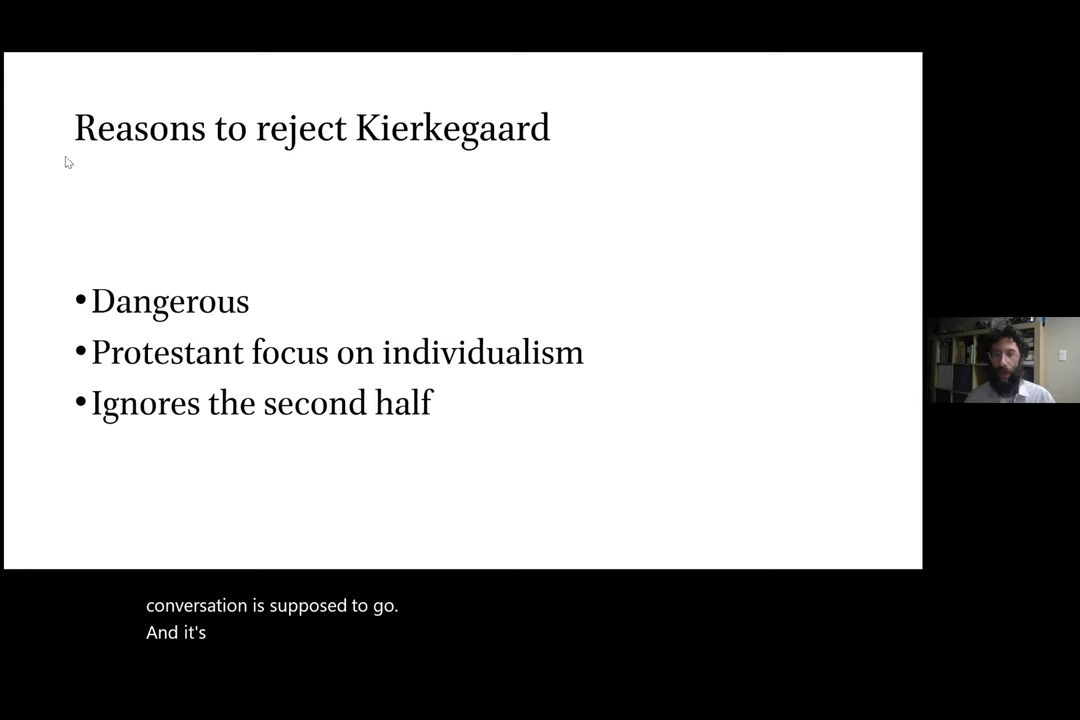 Reasons to reject Kierkegaard
•Dangerous
•Protestant focus on individualism
•Ignores the second half
conversation is supposed to go.
And it's